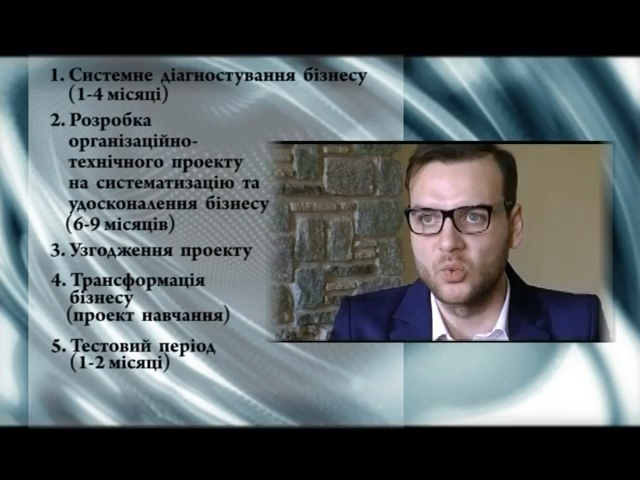 1. Системне діагностування бізнесу
(1-4 місяці)
2. Розробка
організаційно-
технічного проекту
на систематизацію та
удосконалення бізнесу
(6-9 місяців)
3. Узгодження проекту
4. Трансформація
бізнесу
(проект навчання)
5. Тестовий період
(1-2 місяці)